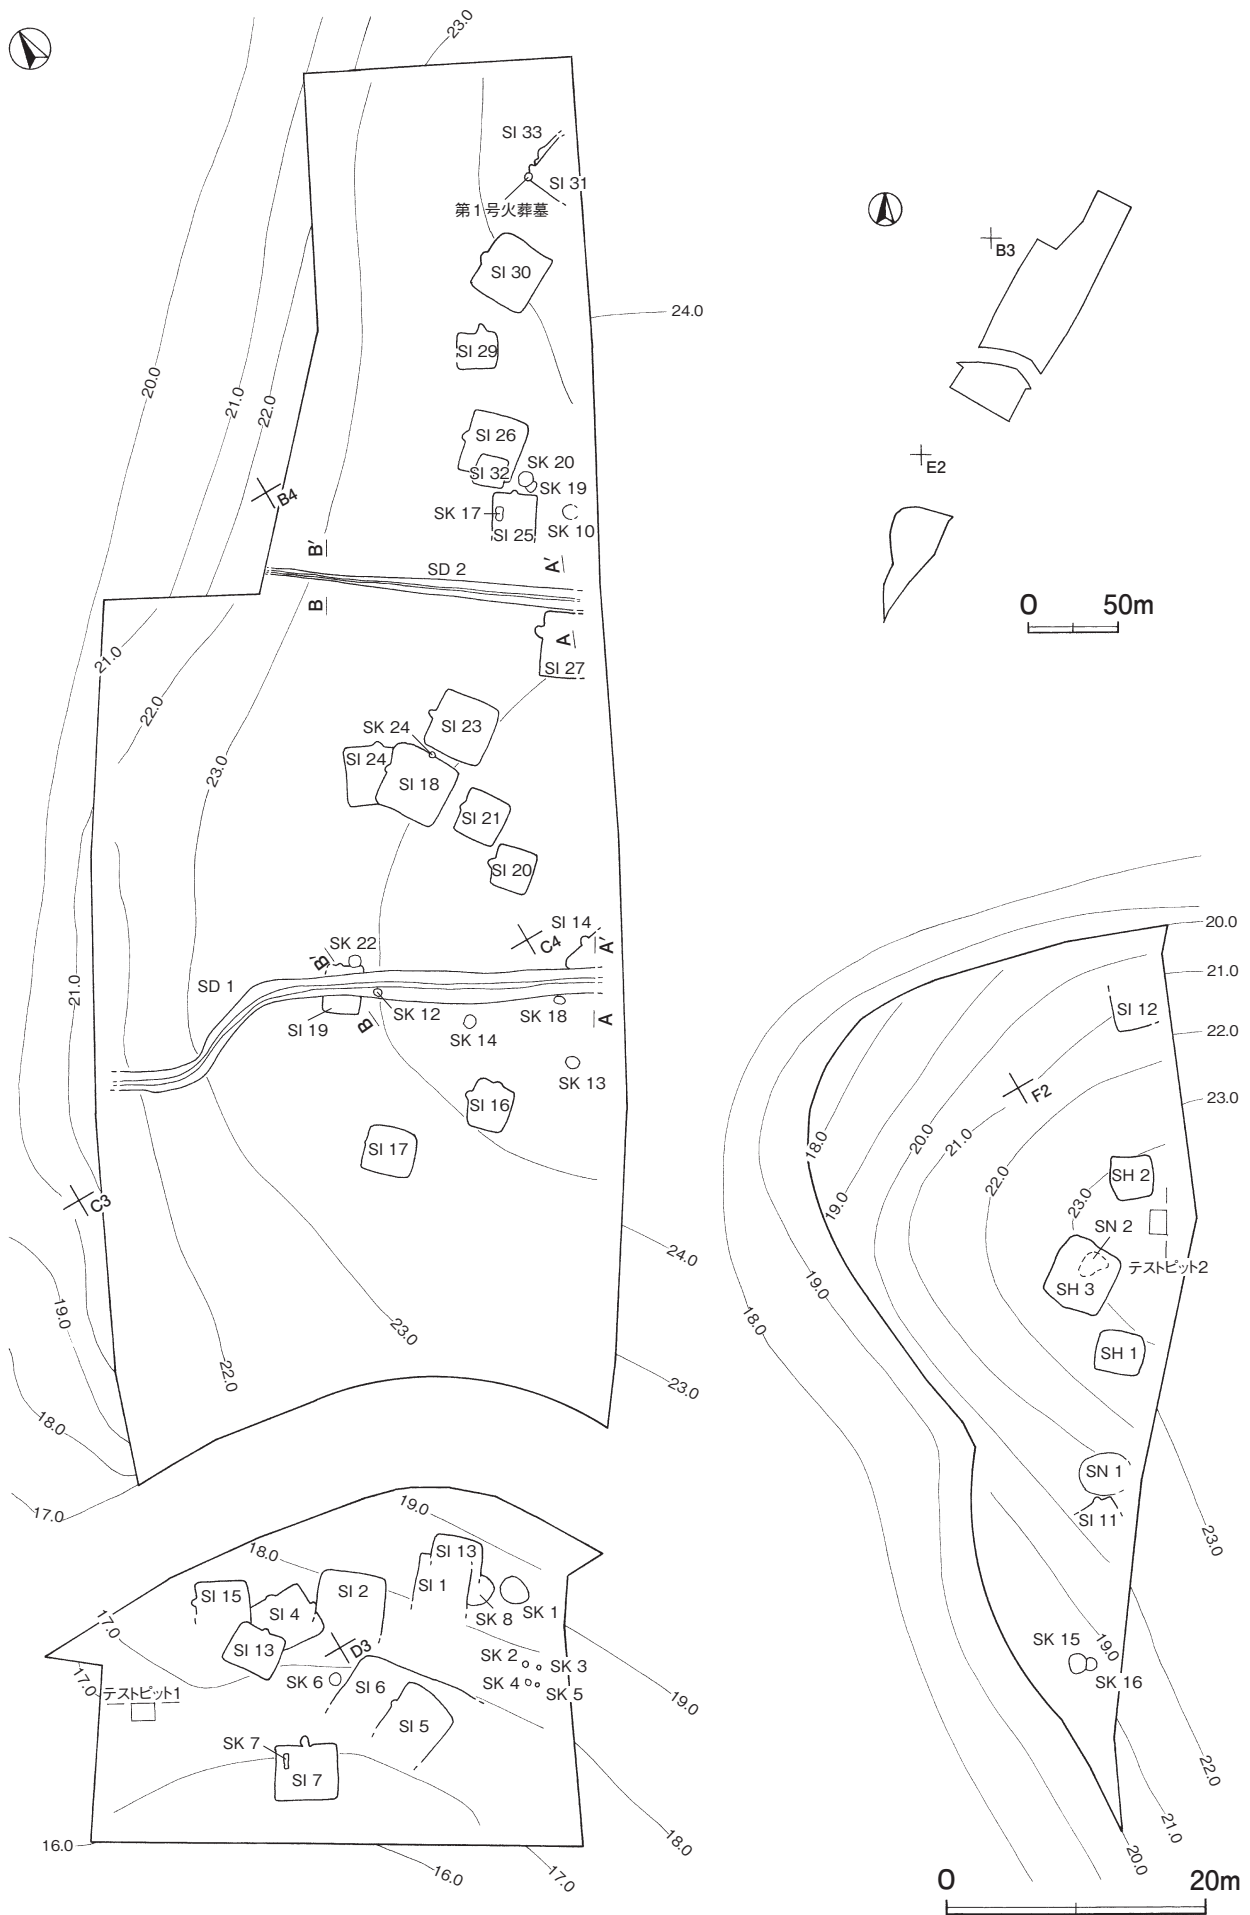 23.0
SI 33
SI 31
第1号火葬墓
SI 30
24.0
SI 29
20.0
21.0
22.0
SI 26
SI 32
SK 20
SK 19
B4
SK 17
SI 25
SK 10
B'
A'
SD 2
B
A
SI 27
21.0
22.0
23.0
SK 24
SI 23
SI 24
SI 18
SI 21
SI 20
SI 14
C4
A'
SK 22
B'
SD 1
21.0
SI 19
B
SK 12
SK 14
SK 18
A
SK 13
SI 16
SI 17
C3
24.0
19.0
23.0
22.0
23.0
18.0
17.0
19.0
18.0
SI 13
SI 15
SI 4
SI 2
SI 1
SK 8
SK 1
17.0
SI 13
D3
SK 2
SK 3
SK 6
SI 6
SK 4
SK 5
17.0
テストピット1
19.0
SI 5
SK 7
SI 7
16.0
16.0
17.0
18.0
B3
E2
0 50m
20.0
21.0
SI 12
22.0
F2
23.0
18.0
20.0
21.0
22.0
19.0
23.0
SH 2
SN 2
テストピット2
SH 3
19.0
18.0
SH 1
SN 1
SI 11
23.0
SK 15
19.0
SK 16
22.0
21.0
20.0
0 20m